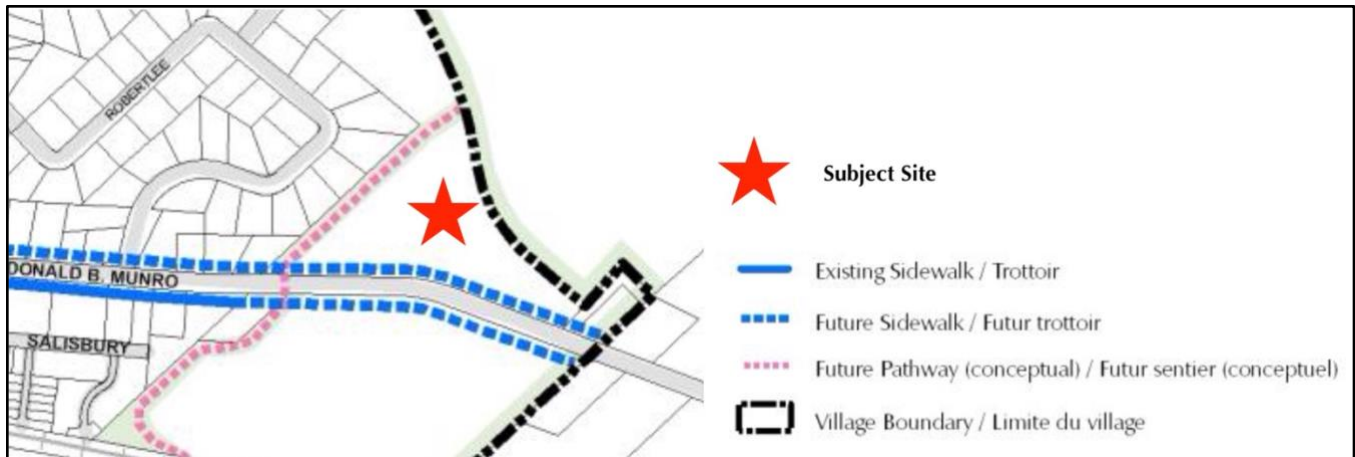 ROBERTLEE
DONALD B. MUNRO
SALISBURY
Subject Site
Existing Sidewalk / Trottoir
Future Sidewalk / Futur trottoir
Future Pathway (conceptual) / Futur sentier (conceptuel)
Village Boundary / Limite du village